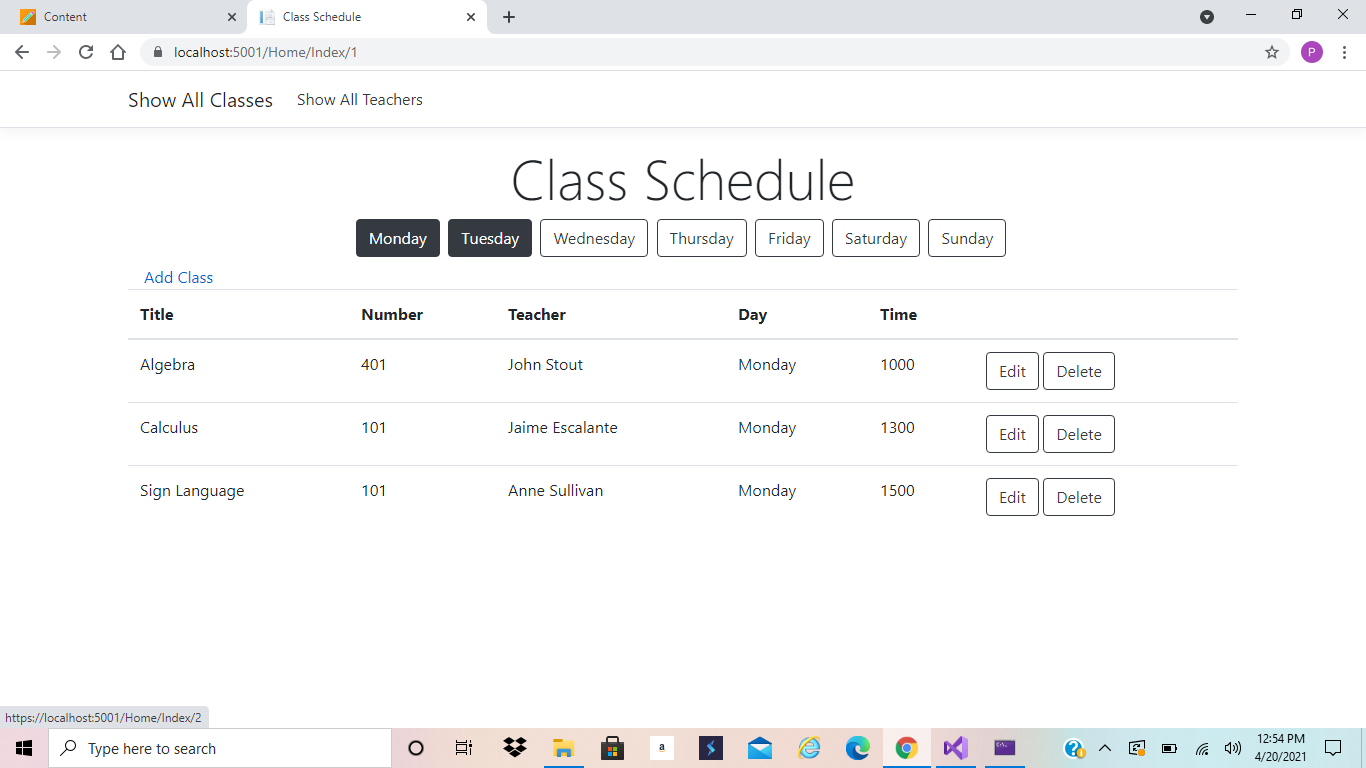 Content
Class Schedule
localhost:5001/Home/Index/1
P
Show All Classes Show All Teachers
Class Schedule
Monday Tuesday Wednesday Thursday Friday Saturday Sunday
Add Class
Title Number Teacher Day Time
Algebra 401 John Stout Monday 1000 Edit Delete
Calculus 101 Jaime Escalante Monday 1300 Edit Delete
Sign Language 101 Anne Sullivan Monday 1500 Edit Delete
https://localhost:5001/Home/Index/2
Type here to search
a
12:54 PM
4/20/2021